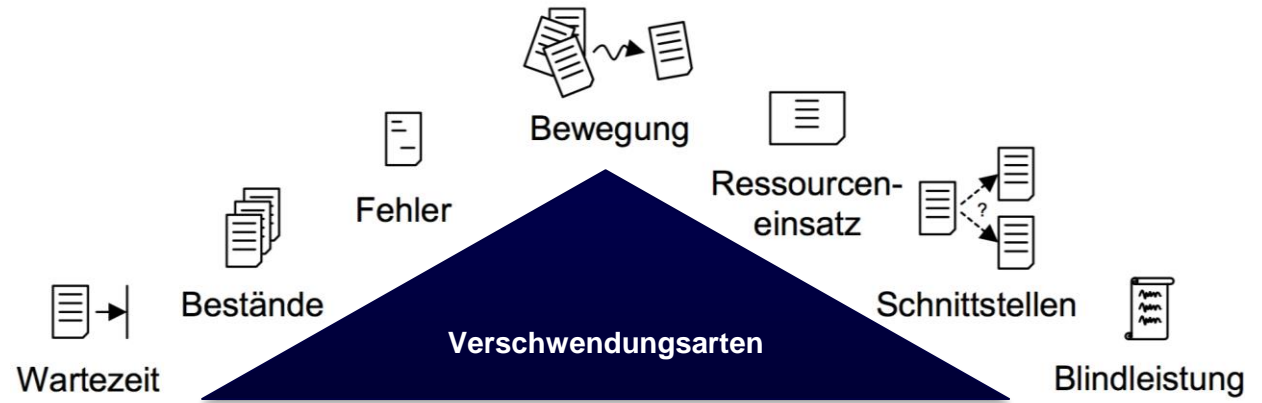 Bewegung
Fehler
Ressourcen-
einsatz
?
Bestände
Schnittstellen
Verschwendungsarten
Wartezeit
Blindleistung